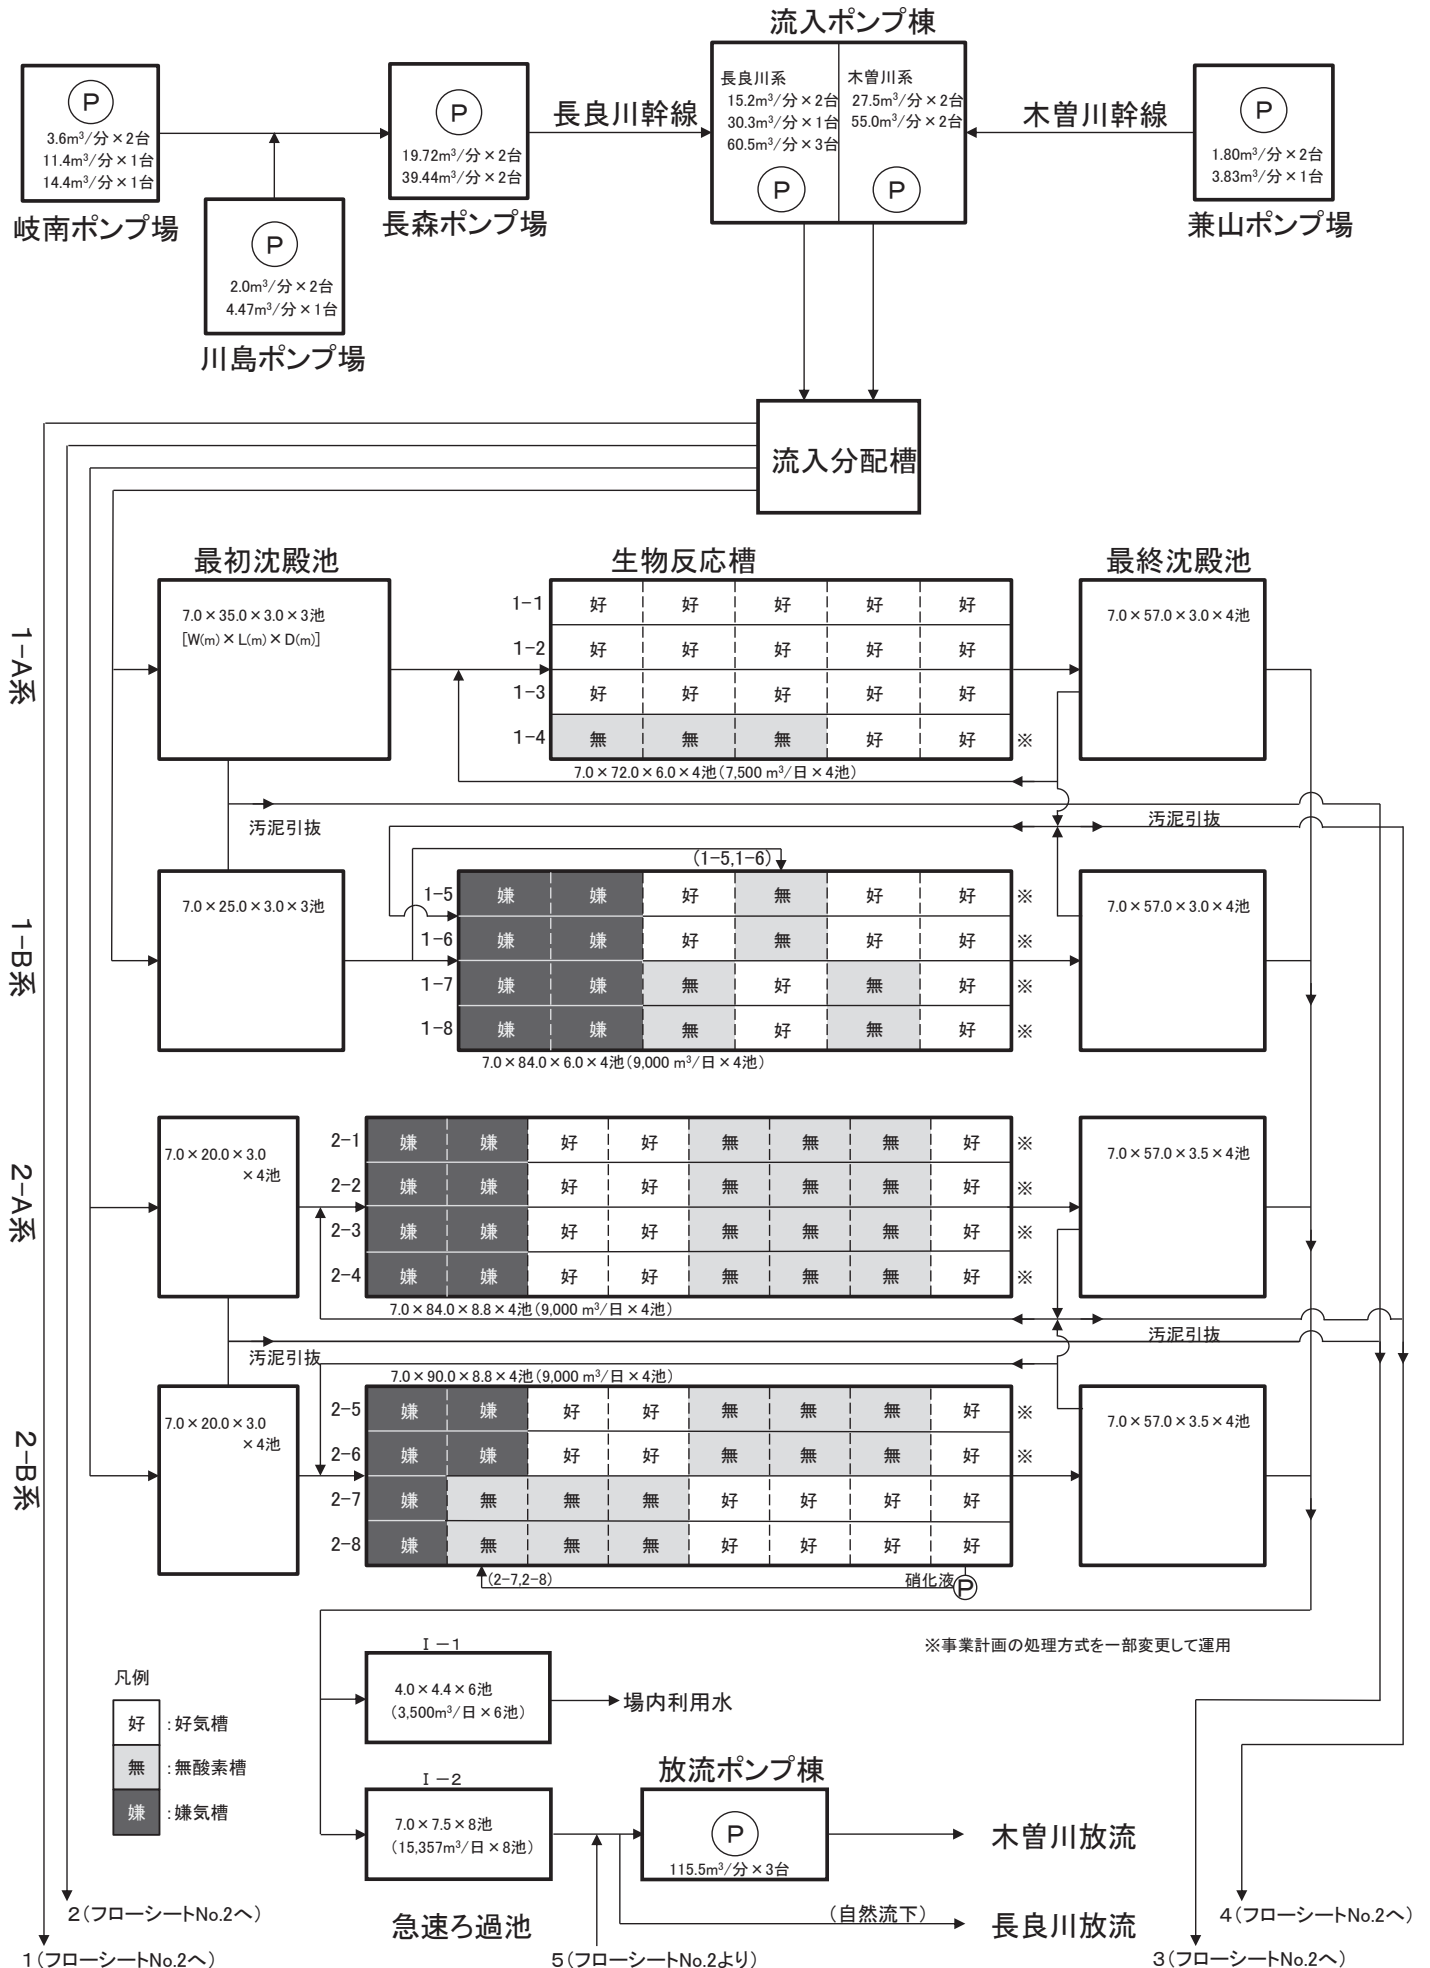 流入ポンプ棟
P
3.6m³/分×2台
11.4m³/分×1台
14.4m³/分×1台
岐南ポンプ場
P
2.0m³/分×2台
4.47m³/分×1台
川島ポンプ場
P
19.72m³/分×2台
39.44m³/分×2台
長森ポンプ場
長良川幹線
長良川系
15.2m³/分×2台
30.3m³/分×1台
60.5m³/分×3台
P
木曽川系
27.5m³/分×2台
55.0m³/分×2台
P
木曽川幹線
P
1.80m³/分×2台
3.83m³/分×1台
兼山ポンプ場
流入分配槽
最初沈殿池
生物反応槽
最終沈殿池
1-A系
7.0×35.0×3.0×3池
[W(m)×L(m)×D(m)]
1-1 好 好 好 好 好
1-2 好 好 好 好 好
1-3 好 好 好 好 好
1-4 無 無 無 好 好 ※
7.0×72.0×6.0×4池(7,500 m³/日×4池)
7.0×57.0×3.0×4池
汚泥引抜
汚泥引抜
1-B系
7.0×25.0×3.0×3池
(1-5,1-6)
1-5 嫌 嫌 好 無 好 好 ※
1-6 嫌 嫌 好 無 好 好 ※
1-7 嫌 嫌 無 好 無 好 ※
1-8 嫌 嫌 無 好 無 好 ※
7.0×84.0×6.0×4池(9,000 m³/日×4池)
7.0×57.0×3.0×4池
2-A系
7.0×20.0×3.0
×4池
2-1 嫌 嫌 好 好 無 無 無 好 ※
2-2 嫌 嫌 好 好 無 無 無 好 ※
2-3 嫌 嫌 好 好 無 無 無 好 ※
2-4 嫌 嫌 好 好 無 無 無 好 ※
7.0×84.0×8.8×4池(9,000 m³/日×4池)
7.0×57.0×3.5×4池
汚泥引抜
汚泥引抜
2-B系
7.0×20.0×3.0
×4池
7.0×90.0×8.8×4池(9,000 m³/日×4池)
2-5 嫌 嫌 好 好 無 無 無 好 ※
2-6 嫌 嫌 好 好 無 無 無 好 ※
2-7 嫌 無 無 無 好 好 好 好
2-8 嫌 無 無 無 好 好 好 好
(2-7,2-8)
硝化液 P
7.0×57.0×3.5×4池
※事業計画の処理方式を一部変更して運用
凡例
好 :好気槽
無 :無酸素槽
嫌 :嫌気槽
Ⅰ-1
4.0×4.4×6池
(3,500m³/日×6池)
場内利用水
Ⅰ-2
7.0×7.5×8池
(15,357m³/日×8池)
急速ろ過池
放流ポンプ棟
P
115.5m³/分×3台
木曽川放流
(自然流下)
長良川放流
2(フローシートNo.2へ)
1(フローシートNo.2へ)
5(フローシートNo.2より)
4(フローシートNo.2へ)
3(フローシートNo.2へ)